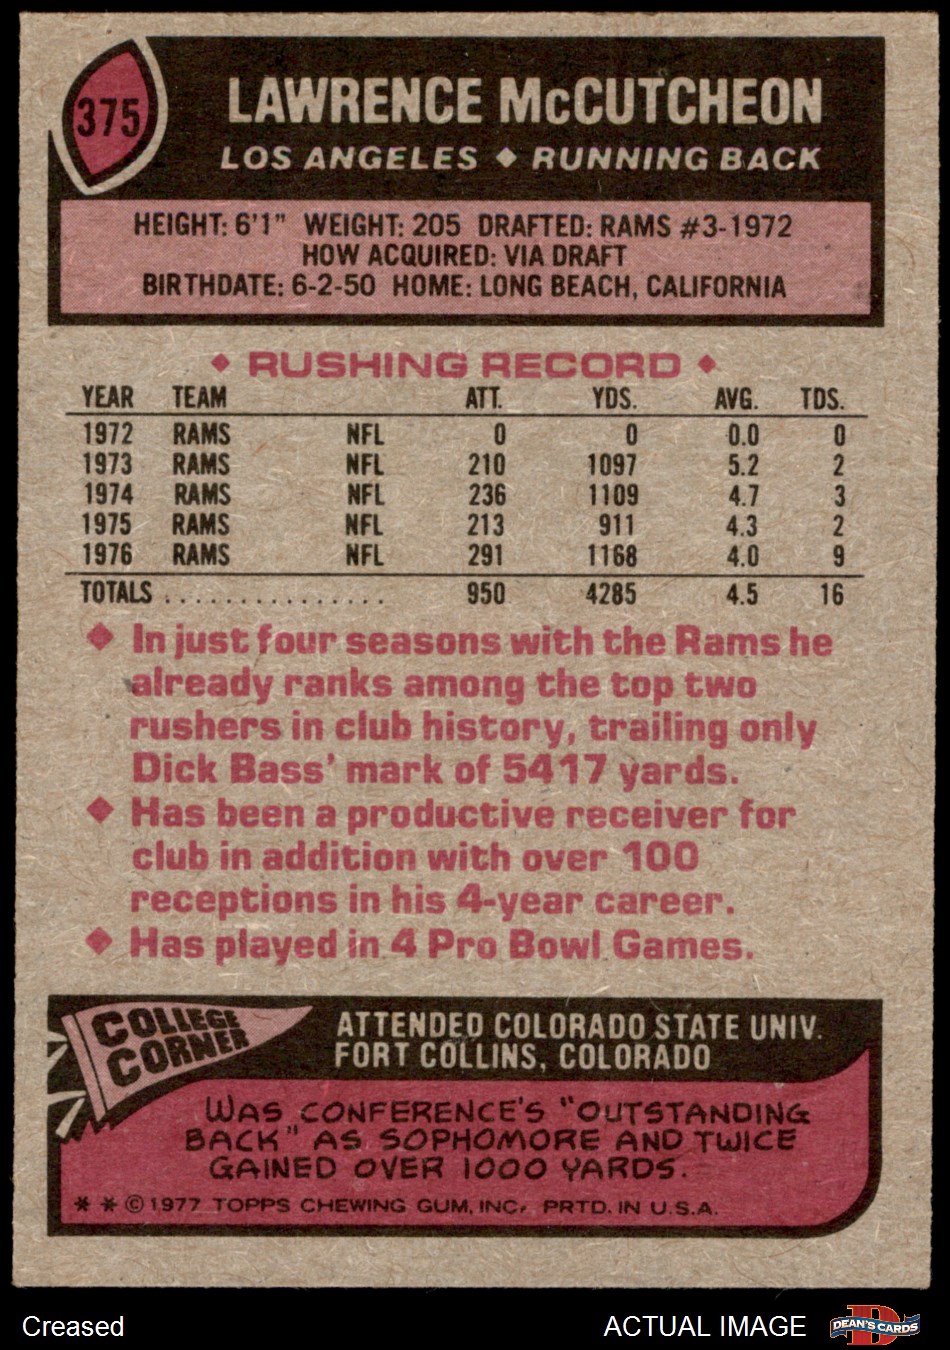 375
LAWRENCE McCUTCHEON
LOS ANGELES ◆ RUNNING BACK
HEIGHT: 6'1" WEIGHT: 205 DRAFTED: RAMS #3-1972
HOW ACQUIRED: VIA DRAFT
BIRTHDATE: 6-2-50 HOME: LONG BEACH, CALIFORNIA
◆ RUSHING RECORD ◆
YEAR TEAM ATT. YDS. AVG. TDS.
1972 RAMS NFL 0 0 0.0 0
1973 RAMS NFL 210 1097 5.2 2
1974 RAMS NFL 236 1109 4.7 3
1975 RAMS NFL 213 911 4.3 2
1976 RAMS NFL 291 1168 4.0 9
TOTALS . . . . . . . . . . . . . . . 950 4285 4.5 16
◆ In just four seasons with the Rams he
already ranks among the top two
rushers in club history, trailing only
Dick Bass' mark of 5417 yards.
◆ Has been a productive receiver for
club in addition with over 100
receptions in his 4-year career.
◆ Has played in 4 Pro Bowl Games.
COLLEGE
CORNER
ATTENDED COLORADO STATE UNIV.
FORT COLLINS, COLORADO
WAS CONFERENCE'S "OUTSTANDING
BACK" AS SOPHOMORE AND TWICE
GAINED OVER 1000 YARDS.
* * © 1977 TOPPS CHEWING GUM, INC. PRTD. IN U.S.A.
Creased
ACTUAL IMAGE
D
DEAN'S CARDS